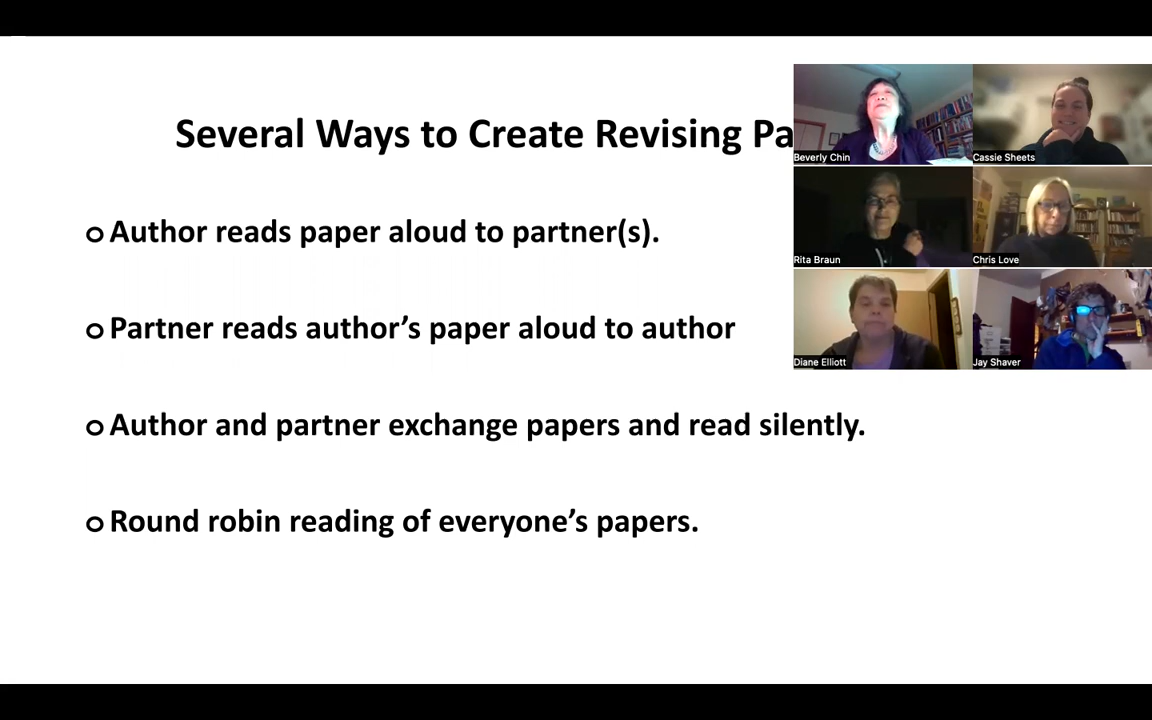 Several Ways to Create Revising Pa
o Author reads paper aloud to partner(s).
o Partner reads author’s paper aloud to author
o Author and partner exchange papers and read silently.
o Round robin reading of everyone’s papers.
Beverly Chin
Cassie Sheets
Rita Braun
Chris Love
Diane Elliott
Jay Shaver